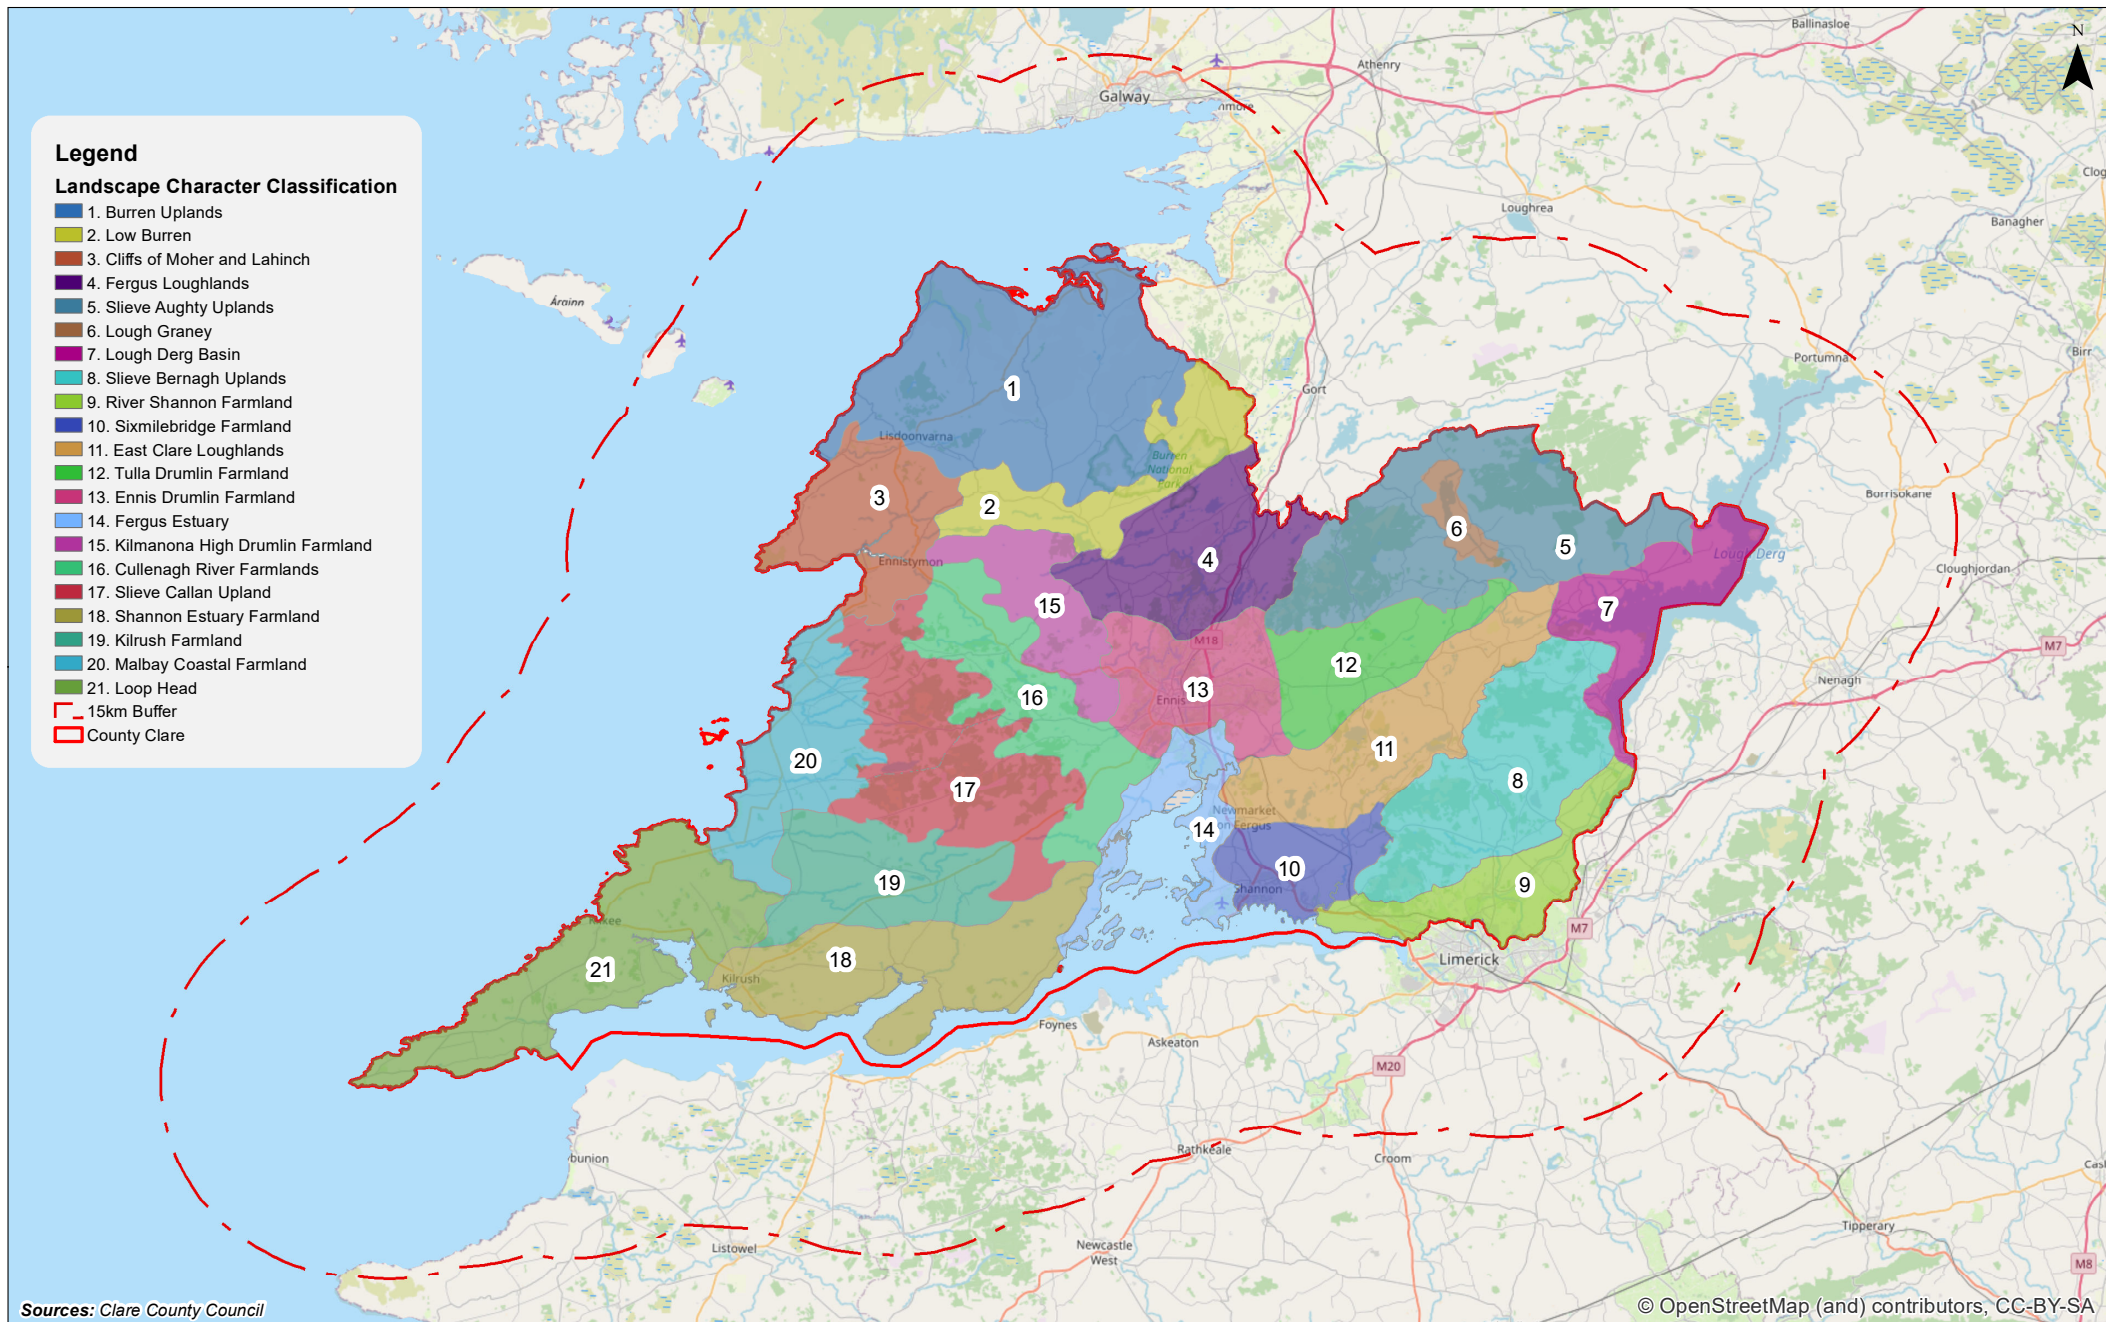 Ballinasloe
N
Athenry
Galway
nmore
Legend
Landscape Character Classification
1. Burren Uplands
2. Low Burren
3. Cliffs of Moher and Lahinch
4. Fergus Loughlands
5. Slieve Aughty Uplands
6. Lough Graney
7. Lough Derg Basin
8. Slieve Bernagh Uplands
9. River Shannon Farmland
10. Sixmilebridge Farmland
11. East Clare Loughlands
12. Tulla Drumlin Farmland
13. Ennis Drumlin Farmland
14. Fergus Estuary
15. Kilmanona High Drumlin Farmland
16. Cullenagh River Farmlands
17. Slieve Callan Upland
18. Shannon Estuary Farmland
19. Kilrush Farmland
20. Malbay Coastal Farmland
21. Loop Head
15km Buffer
County Clare
Clog
Loughrea
Banagher
Árainn
Birr
Portumna
Gort
1
Lisdoonvarna
Burren
National
Park
Borrisokane
3
2
6
5
4
Lough Derg
Ennistymon
Cloughjordan
15
7
M18
M7
12
Nenagh
13
Ennis
16
11
20
8
17
Newmarket
on Fergus
14
10
19
Shannon
9
Kilkee
M7
18
Limerick
21
Kilrush
Foynes
Askeaton
M20
Rathkeale
bunion
Croom
Cas
Tipperary
Listowel
Newcastle
West
M8
Sources: Clare County Council
© OpenStreetMap (and) contributors, CC-BY-SA